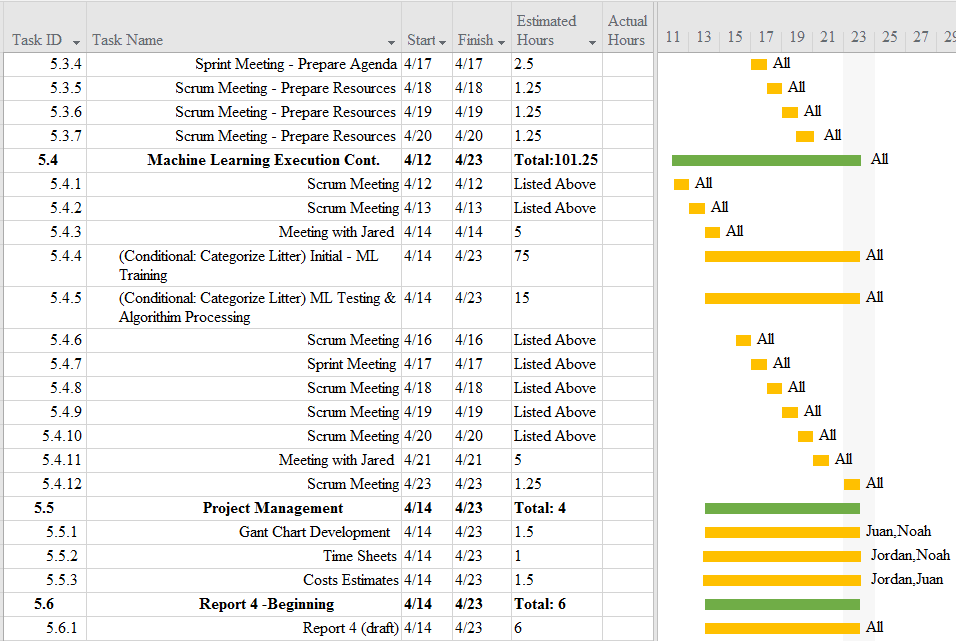 Task ID Task Name Start Finish Estimated Hours Actual Hours 11 13 15 17 19 21 23 25 27 29
5.3.4 Sprint Meeting - Prepare Agenda 4/17 4/17 2.5 All
5.3.5 Scrum Meeting - Prepare Resources 4/18 4/18 1.25 All
5.3.6 Scrum Meeting - Prepare Resources 4/19 4/19 1.25 All
5.3.7 Scrum Meeting - Prepare Resources 4/20 4/20 1.25 All
5.4 Machine Learning Execution Cont. 4/12 4/23 Total:101.25 All
5.4.1 Scrum Meeting 4/12 4/12 Listed Above All
5.4.2 Scrum Meeting 4/13 4/13 Listed Above All
5.4.3 Meeting with Jared 4/14 4/14 5 All
5.4.4 (Conditional: Categorize Litter) Initial - ML 4/14 4/23 75 All
Training
5.4.5 (Conditional: Categorize Litter) ML Testing & 4/14 4/23 15 All
Algorithim Processing
5.4.6 Scrum Meeting 4/16 4/16 Listed Above All
5.4.7 Sprint Meeting 4/17 4/17 Listed Above All
5.4.8 Scrum Meeting 4/18 4/18 Listed Above All
5.4.9 Scrum Meeting 4/19 4/19 Listed Above All
5.4.10 Scrum Meeting 4/20 4/20 Listed Above All
5.4.11 Meeting with Jared 4/21 4/21 5 All
5.4.12 Scrum Meeting 4/23 4/23 1.25 All
5.5 Project Management 4/14 4/23 Total: 4
5.5.1 Gant Chart Development 4/14 4/23 1.5 Juan,Noah
5.5.2 Time Sheets 4/14 4/23 1 Jordan,Noah
5.5.3 Costs Estimates 4/14 4/23 1.5 Jordan,Juan
5.6 Report 4 -Beginning 4/14 4/23 Total: 6
5.6.1 Report 4 (draft) 4/14 4/23 6 All